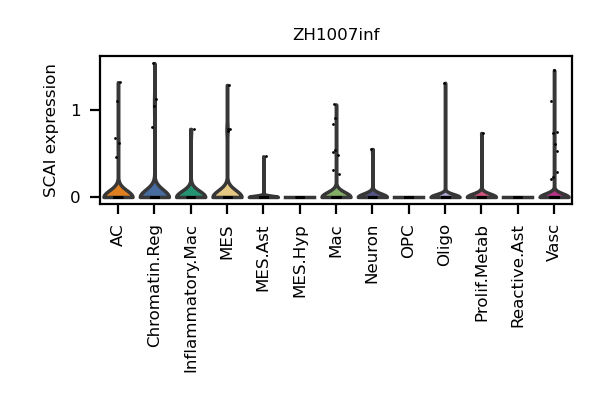 ZH1007inf
SCAI expression
1
0
AC
Chromatin.Reg
Inflammatory.Mac
MES
MES.Ast
MES.Hyp
Mac
Neuron
OPC
Oligo
Prolif.Metab
Reactive.Ast
Vasc